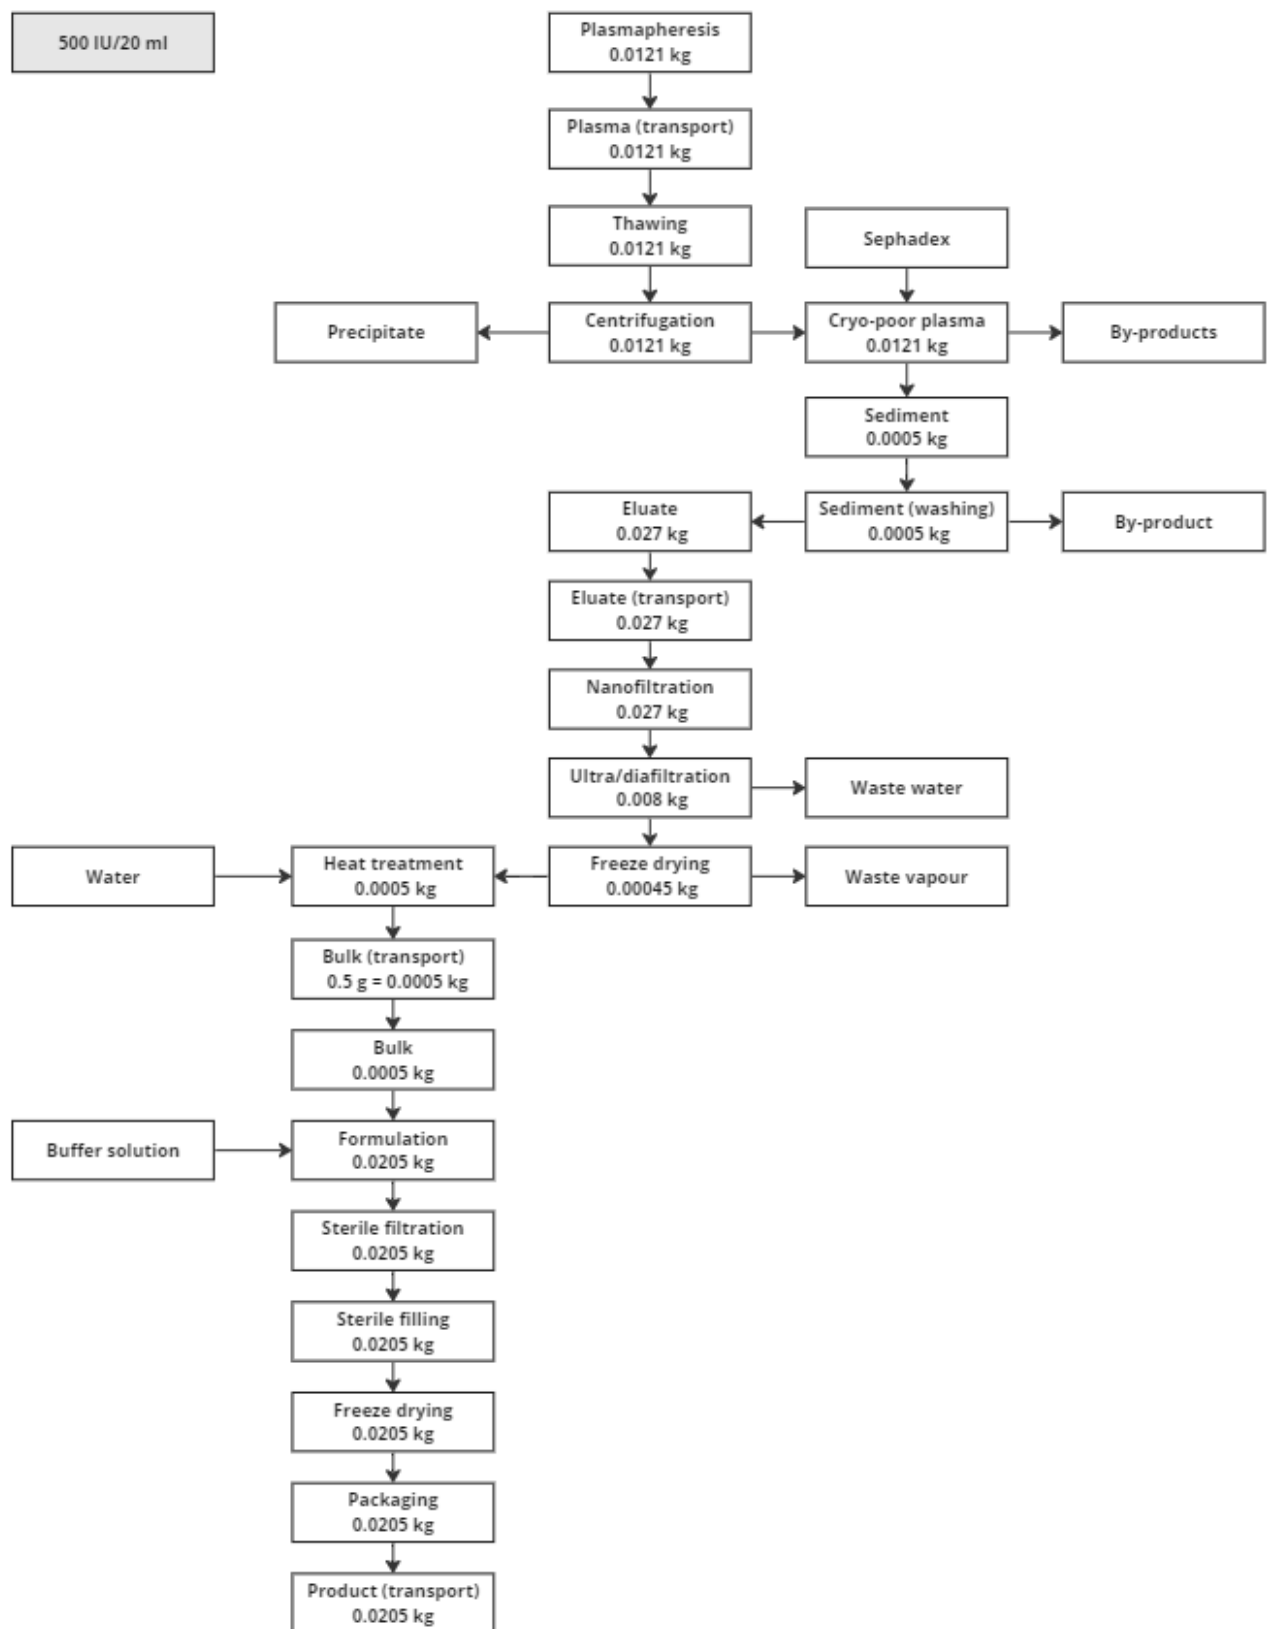 500 IU/20 ml
Plasmapheresis
0.0121 kg
Plasma (transport)
0.0121 kg
Thawing
0.0121 kg
Sephadex
Precipitate
Centrifugation
0.0121 kg
Cryo-poor plasma
0.0121 kg
By-products
Sediment
0.0005 kg
Eluate
0.027 kg
Sediment (washing)
0.0005 kg
By-product
Eluate (transport)
0.027 kg
Nanofiltration
0.027 kg
Ultra/diafiltration
0.008 kg
Waste water
Water
Heat treatment
0.0005 kg
Freeze drying
0.00045 kg
Waste vapour
Bulk (transport)
0.5 g = 0.0005 kg
Bulk
0.0005 kg
Buffer solution
Formulation
0.0205 kg
Sterile filtration
0.0205 kg
Sterile filling
0.0205 kg
Freeze drying
0.0205 kg
Packaging
0.0205 kg
Product (transport)
0.0205 kg